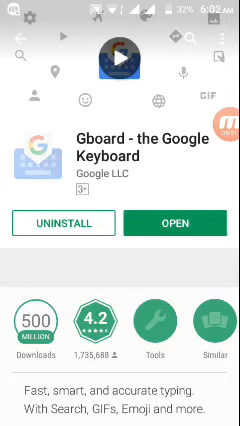 32% 6:02 AM
GIF
Gboard - the Google
Keyboard
Google LLC
3+
UNINSTALL
OPEN
500
MILLION
4.2
Downloads
1,735,688
Tools
Similar
Fast, smart, and accurate typing.
With Search, GIFs, Emoji and more.